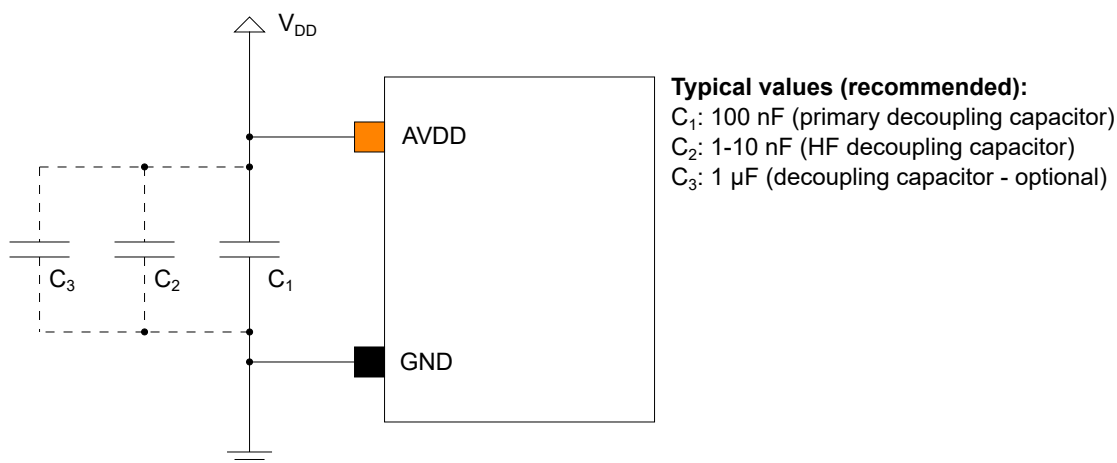 V_DD
AVDD
Typical values (recommended):
C₁: 100 nF (primary decoupling capacitor)
C₂: 1-10 nF (HF decoupling capacitor)
C₃: 1 µF (decoupling capacitor - optional)
C₃ C₂ C₁
GND